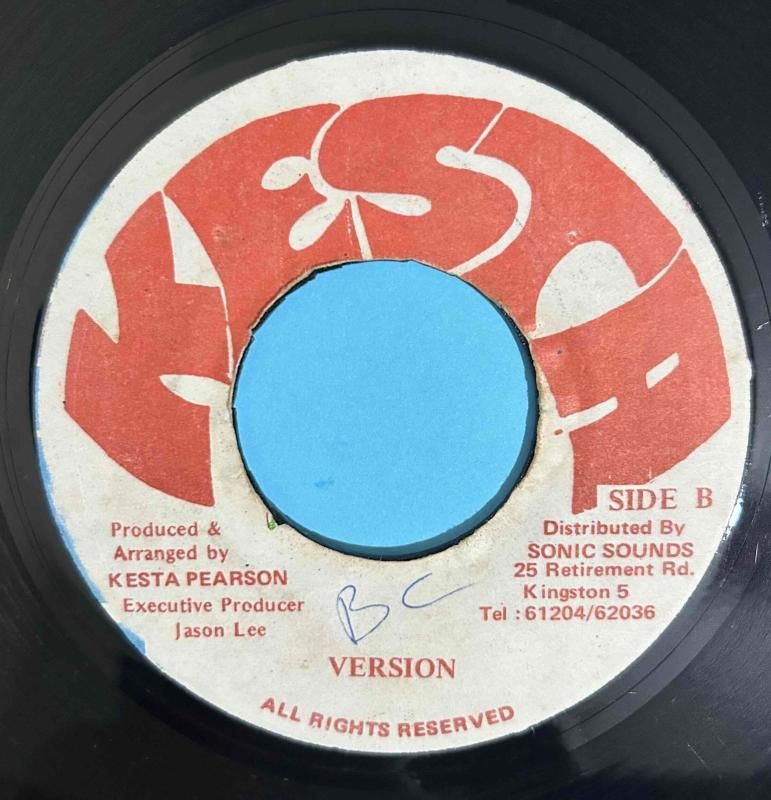 KESTA
SIDE B
Produced &
Arranged by
KESTA PEARSON
Executive Producer
Jason Lee
Distributed By
SONIC SOUNDS
25 Retirement Rd.
Kingston 5
Tel : 61204/62036
BC
VERSION
ALL RIGHTS RESERVED